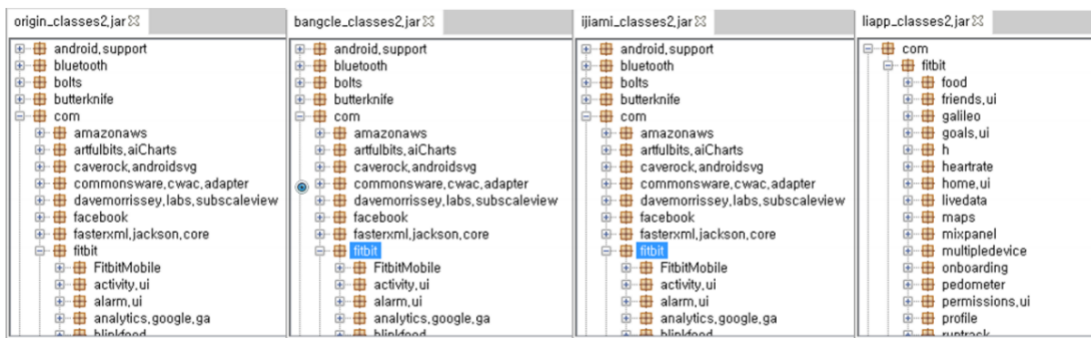 origin_classes2.jar
android.support
bluetooth
bolts
butterknife
com
amazonaws
artfulbits.aiCharts
caverock.androidsvg
commonsware.cwac.adapter
davemorrissey.labs.subscaleview
facebook
fasterxml.jackson.core
fitbit
FitbitMobile
activity.ui
alarm.ui
analytics.google.ga
blinkfood
bangcle_classes2.jar
android.support
bluetooth
bolts
butterknife
com
amazonaws
artfulbits.aiCharts
caverock.androidsvg
commonsware.cwac.adapter
davemorrissey.labs.subscaleview
facebook
fasterxml.jackson.core
fitbit
FitbitMobile
activity.ui
alarm.ui
analytics.google.ga
blinkfood
ijiami_classes2.jar
android.support
bluetooth
bolts
butterknife
com
amazonaws
artfulbits.aiCharts
caverock.androidsvg
commonsware.cwac.adapter
davemorrissey.labs.subscaleview
facebook
fasterxml.jackson.core
fitbit
FitbitMobile
activity.ui
alarm.ui
analytics.google.ga
blinkfood
liapp_classes2.jar
com
fitbit
food
friends.ui
galileo
goals.ui
h
heartrate
home.ui
livedata
maps
mixpanel
multipledevice
onboarding
pedometer
permissions.ui
profile
runtrack